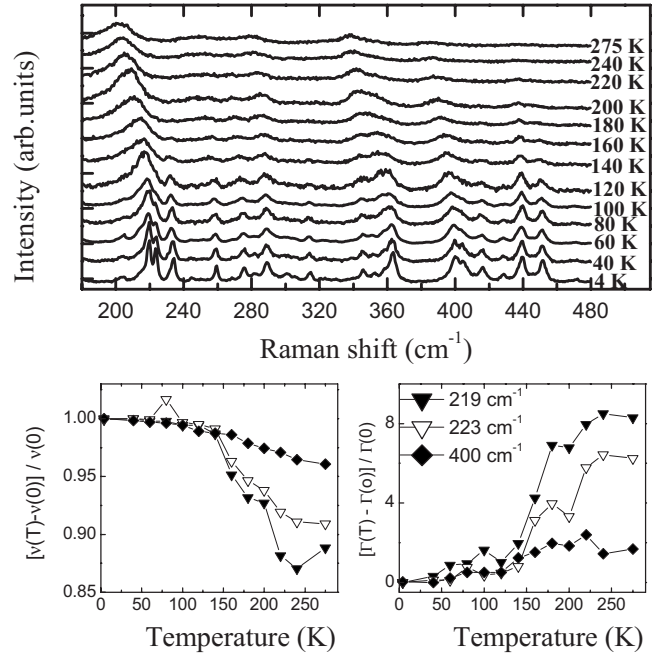 Intensity (arb.units)
275 K
240 K
220 K
200 K
180 K
160 K
140 K
120 K
100 K
80 K
60 K
40 K
4 K
200 240 280 320 360 400 440 480
Raman shift (cm-1)
[ν(T)-ν(0)] / ν(0)
1.00
0.95
0.90
0.85
0 50 100 150 200 250
Temperature (K)
[Γ(T) - Γ(o)] / Γ(0)
8
4
0
219 cm-1
223 cm-1
400 cm-1
0 50 100 150 200 250
Temperature (K)